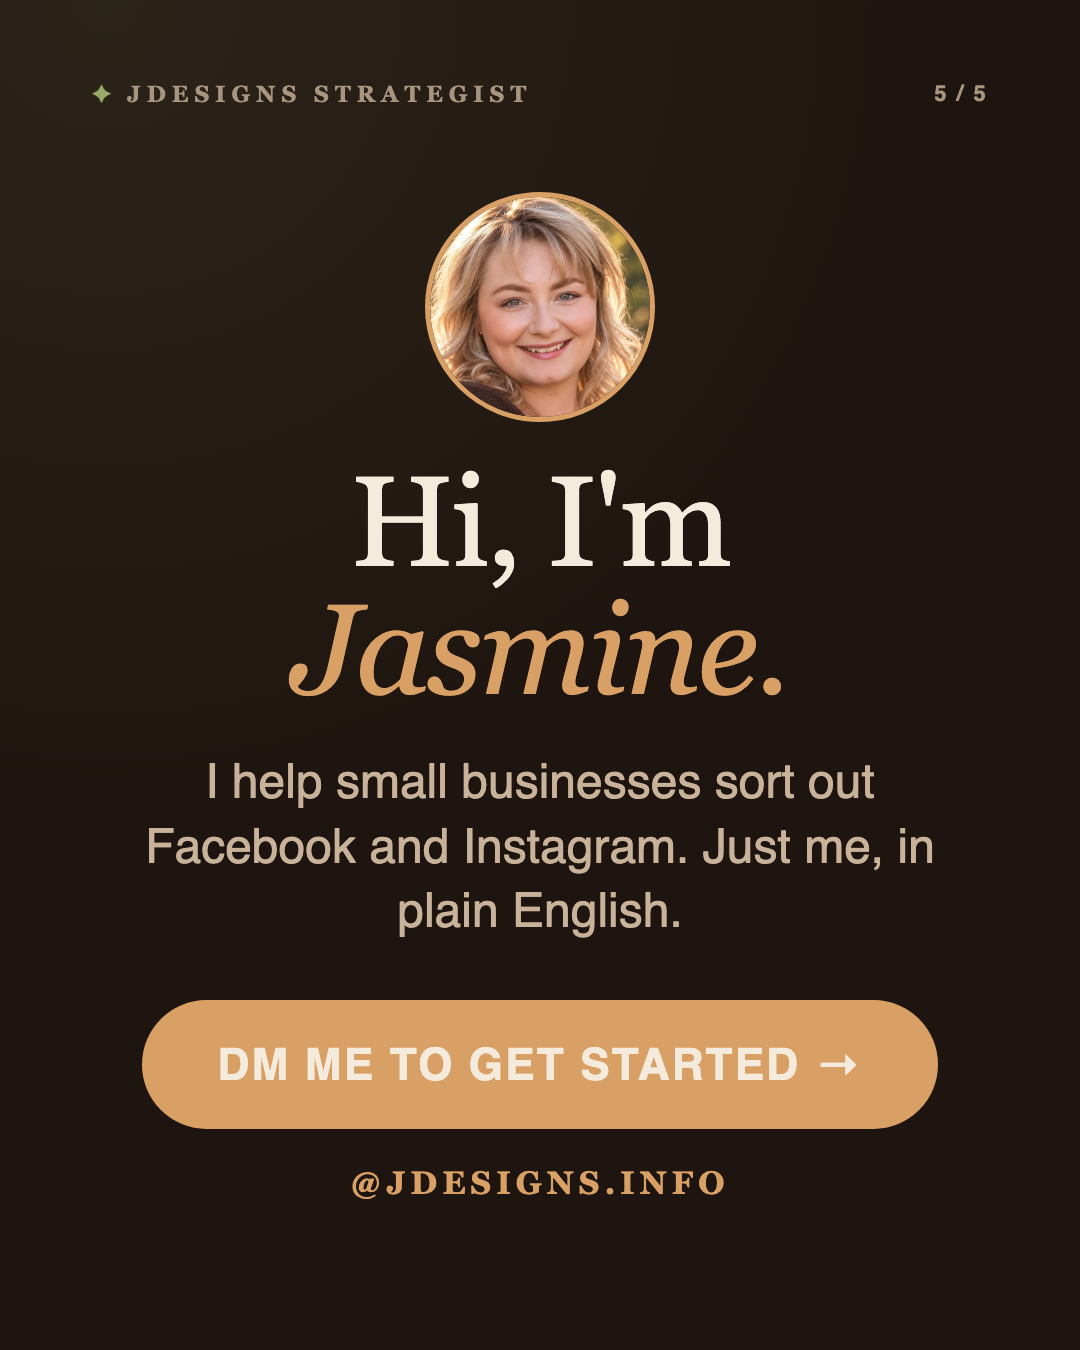 ✦ JDESIGNS STRATEGIST
5 / 5
Hi, I'm
Jasmine.
I help small businesses sort out
Facebook and Instagram. Just me, in
plain English.
DM ME TO GET STARTED →
@JDESIGNS.INFO